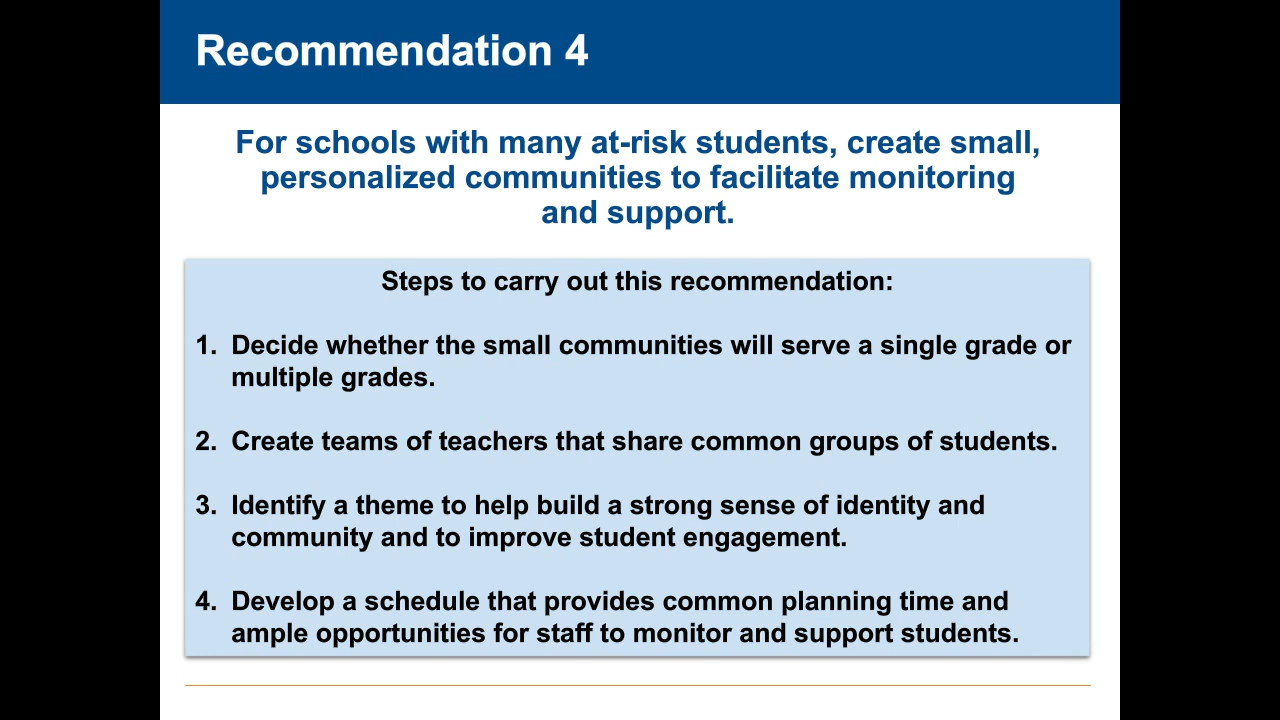 Recommendation 4
For schools with many at-risk students, create small,
personalized communities to facilitate monitoring
and support.
Steps to carry out this recommendation:
1. Decide whether the small communities will serve a single grade or
multiple grades.
2. Create teams of teachers that share common groups of students.
3. Identify a theme to help build a strong sense of identity and
community and to improve student engagement.
4. Develop a schedule that provides common planning time and
ample opportunities for staff to monitor and support students.